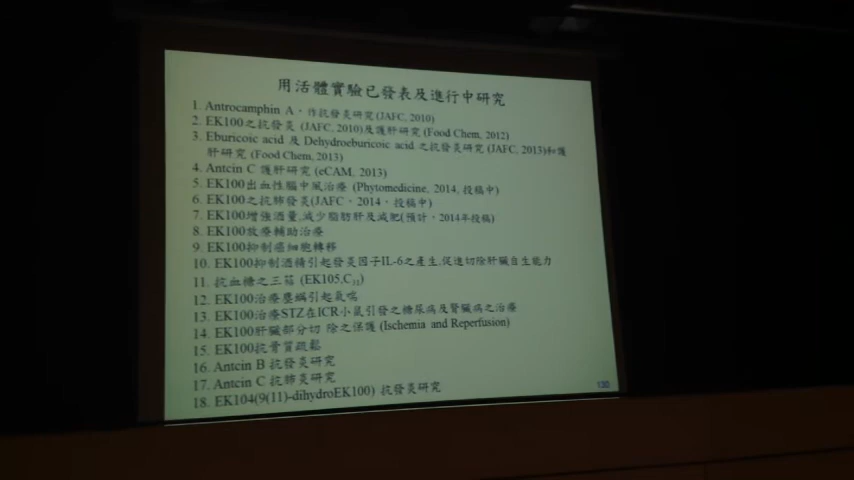 用活體實驗已發表及進行中研究
1. Antrocamphin A,作抗發炎研究 (JAFC, 2010)
2. EK100之抗發炎 (JAFC, 2010)及護肝研究 (Food Chem, 2012)
3. Eburicoic acid 及 Dehydroeburicoic acid 之抗發炎研究 (JAFC, 2013)和護
肝研究 (Food Chem, 2013)
4. Antcin C 護肝研究 (eCAM, 2013)
5. EK100出血性腦中風治療 (Phytomedicine, 2014, 投稿中)
6. EK100之抗肺發炎(JAFC,2014,投稿中)
7. EK100增強酒量,減少脂肪肝及減肥(預計,2014年投稿)
8. EK100放療輔助治療
9. EK100抑制癌細胞轉移
10. EK100抑制酒精引起發炎因子IL-6之產生,促進切除肝臟自生能力
11. 抗血糖之三萜 (EK105,C31)
12. EK100治療塵蟎引起氣喘
13. EK100治療STZ在ICR小鼠引發之糖尿病及腎臟病之治療
14. EK100肝臟部分切 除之保護 (Ischemia and Reperfusion)
15. EK100抗骨質疏鬆
16. Antcin B 抗發炎研究
17. Antcin C 抗肺炎研究
18. EK104(9(11)-dihydroEK100) 抗發炎研究
130